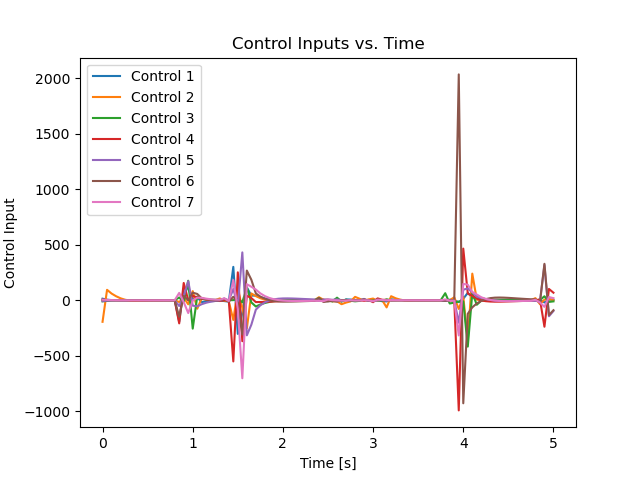 Control Inputs vs. Time
Control 1
Control 2
Control 3
Control 4
Control 5
Control 6
Control 7
2000
1500
1000
500
0
−500
−1000
Control Input
0 1 2 3 4 5
Time [s]